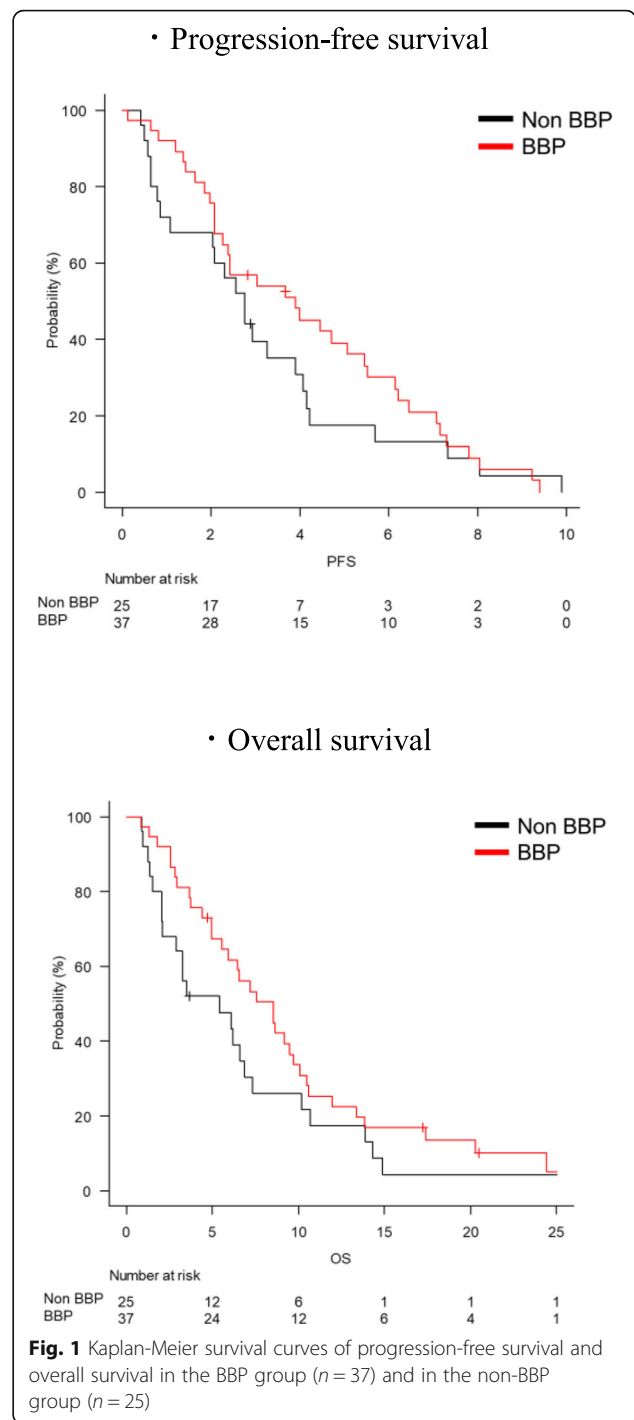 ・Progression-free survival
Non BBP
BBP
100
80
60
40
20
0
Probability (%)
0 2 4 6 8 10
PFS
Number at risk
Non BBP 25 17 7 3 2 0
BBP 37 28 15 10 3 0
・Overall survival
Non BBP
BBP
100
80
60
40
20
0
Probability (%)
0 5 10 15 20 25
OS
Number at risk
Non BBP 25 12 6 1 1 1
BBP 37 24 12 6 4 1
Fig. 1 Kaplan-Meier survival curves of progression-free survival and
overall survival in the BBP group (n = 37) and in the non-BBP
group (n = 25)